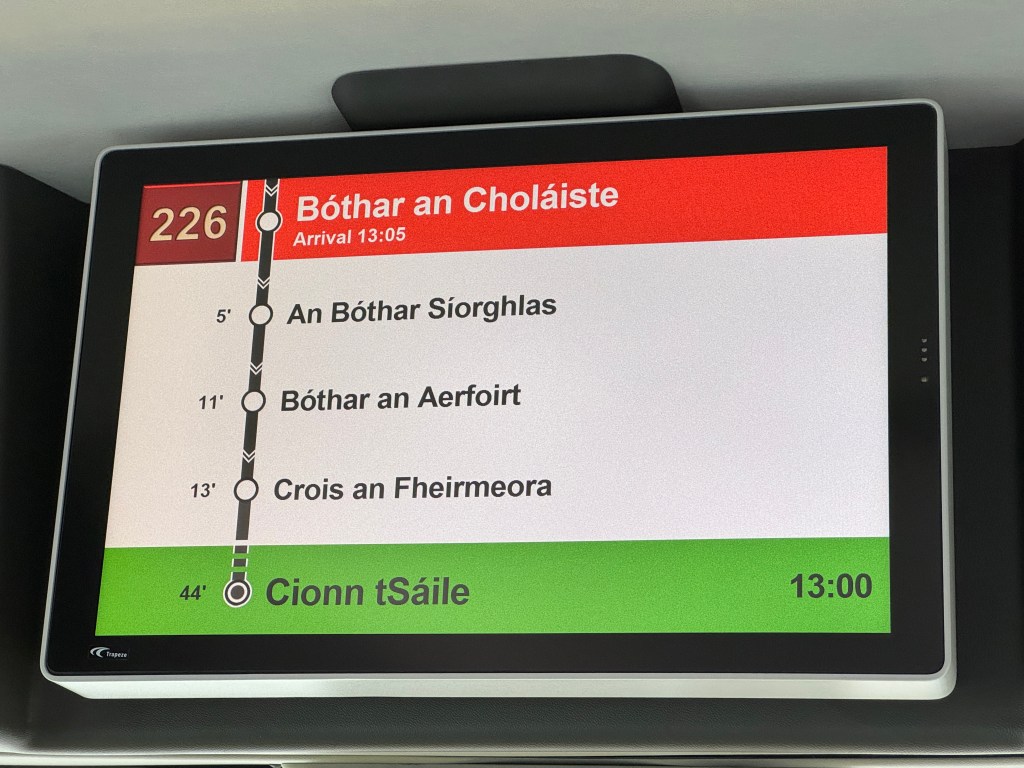 226
Bóthar an Choláiste
Arrival 13:05
5' An Bóthar Síorghlas
11' Bóthar an Aerfoirt
13' Crois an Fheirmeora
44' Cionn tSáile 13:00
Trapeze